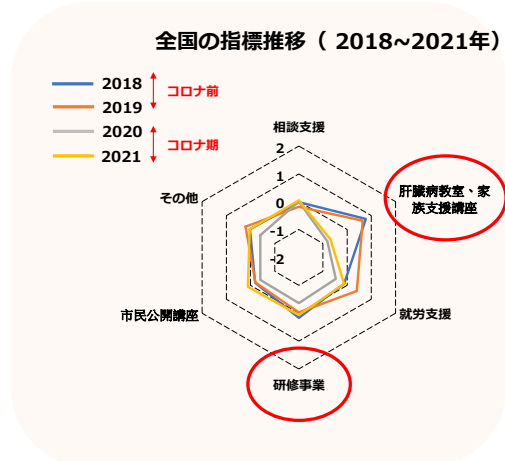 全国の指標推移（ 2018~2021年）
2018
2019
コロナ前
2020
2021
コロナ期
相談支援
2
1
0
-1
-2
肝臓病教室、家
族支援講座
就労支援
研修事業
市民公開講座
その他